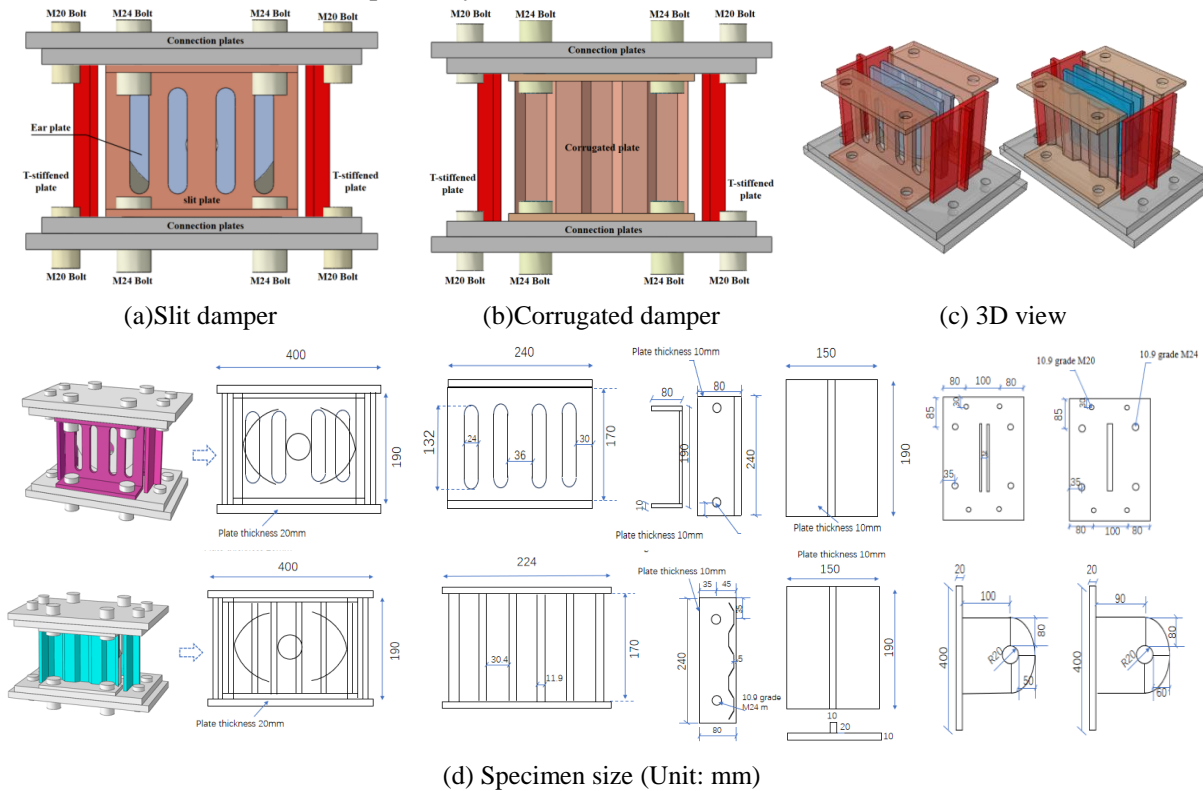 M20 Bolt M24 Bolt M24 Bolt M20 Bolt
Connection plates
Ear plate
T-stiffened
plate
slit plate
T-stiffened
plate
Connection plates
M20 Bolt M24 Bolt M24 Bolt M20 Bolt
(a)Slit damper
M20 Bolt M24 Bolt M24 Bolt M20 Bolt
Connection plates
Corrugated plate
T-stiffened
plate
T-stiffened
plate
Connection plates
M20 Bolt M24 Bolt M24 Bolt M20 Bolt
(b)Corrugated damper
(c) 3D view
400
190
Plate thickness 20mm
240
132
24
36
30
170
Plate thickness 10mm
80
80
190
10
240
Plate thickness 10mm
150
190
Plate thickness 10mm
10.9 grade M20
10.9 grade M24
80 100 80
85
30
35
85
30
35
80 100 80
400
190
Plate thickness 20mm
224
30.4
11.9
170
Plate thickness 10mm
35 45
35
240
5
10.9 grade
M24 m
80
Plate thickness 10mm
150
190
10
20
10
20
100
80
400
R20
50
20
90
80
400
R20
60
(d) Specimen size (Unit: mm)